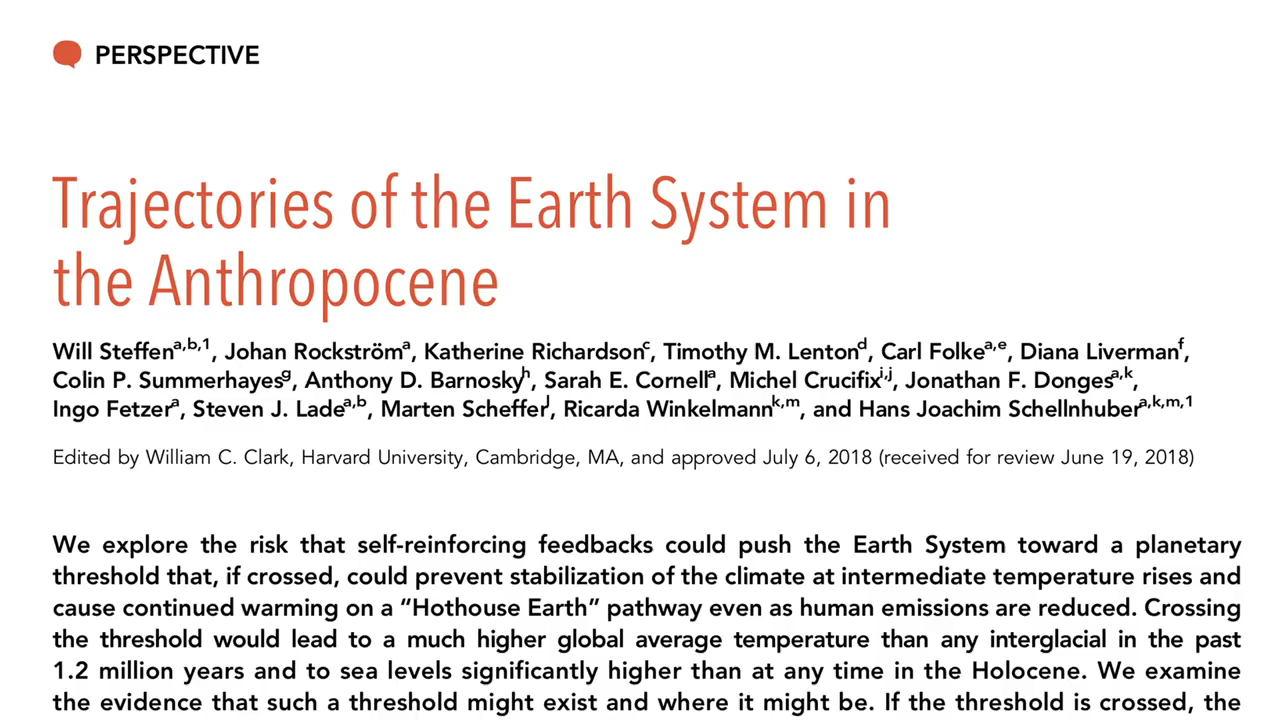 PERSPECTIVE
Trajectories of the Earth System in
the Anthropocene
Will Steffenᵃ,ᵇ,¹, Johan Rockströmᵃ, Katherine Richardsonᶜ, Timothy M. Lentonᵈ, Carl Folkeᵃ,ᵉ, Diana Livermanᶠ,
Colin P. Summerhayesᵍ, Anthony D. Barnoskyʰ, Sarah E. Cornellᵃ, Michel Crucifixⁱ,ʲ, Jonathan F. Dongesᵃ,ᵏ,
Ingo Fetzerᵃ, Steven J. Ladeᵃ,ᵇ, Marten Schefferˡ, Ricarda Winkelmannᵏ,ᵐ, and Hans Joachim Schellnhuberᵃ,ᵏ,ᵐ,¹
Edited by William C. Clark, Harvard University, Cambridge, MA, and approved July 6, 2018 (received for review June 19, 2018)
We explore the risk that self-reinforcing feedbacks could push the Earth System toward a planetary
threshold that, if crossed, could prevent stabilization of the climate at intermediate temperature rises and
cause continued warming on a “Hothouse Earth” pathway even as human emissions are reduced. Crossing
the threshold would lead to a much higher global average temperature than any interglacial in the past
1.2 million years and to sea levels significantly higher than at any time in the Holocene. We examine
the evidence that such a threshold might exist and where it might be. If the threshold is crossed, the